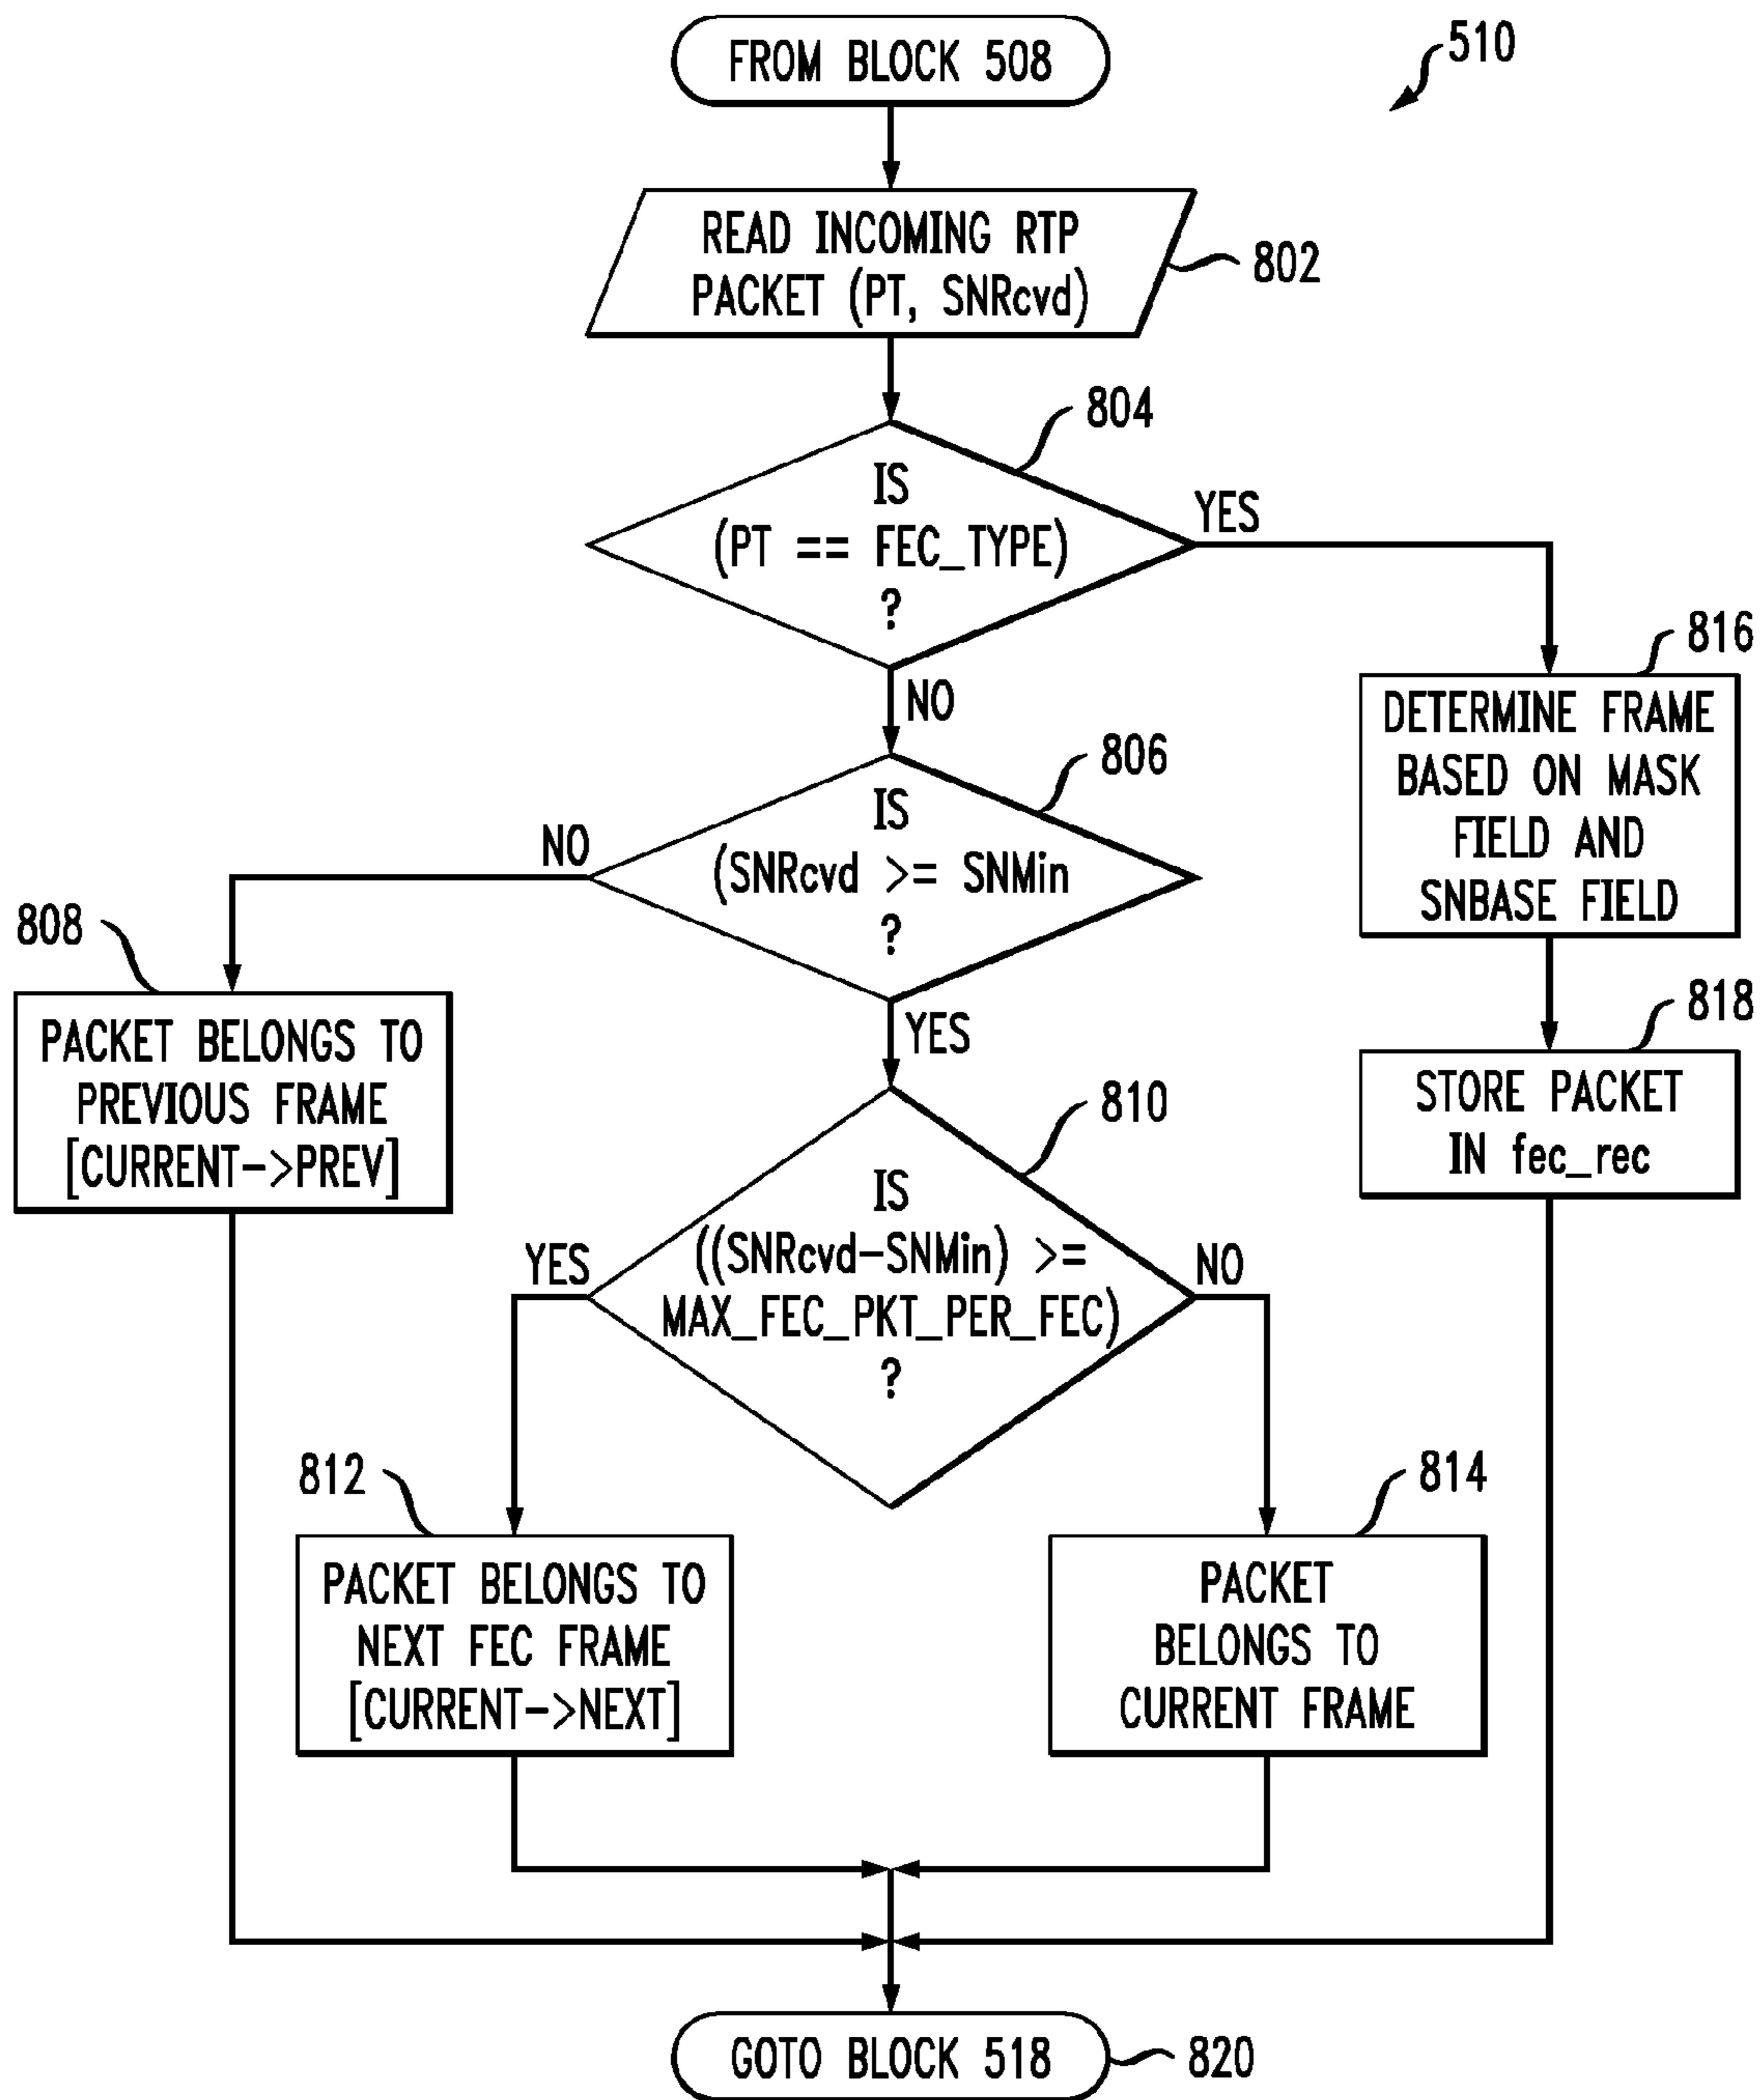 FROM BLOCK 508
510
READ INCOMING RTP
PACKET (PT, SNRcvd)
802
804
IS
(PT == FEC_TYPE)
?
YES
NO
816
DETERMINE FRAME
BASED ON MASK
FIELD AND
SNBASE FIELD
806
IS
(SNRcvd >= SNMin
?
NO
YES
808
PACKET BELONGS TO
PREVIOUS FRAME
[CURRENT->PREV]
818
STORE PACKET
IN fec_rec
810
IS
((SNRcvd-SNMin) >=
MAX_FEC_PKT_PER_FEC)
?
YES
NO
812
PACKET BELONGS TO
NEXT FEC FRAME
[CURRENT->NEXT]
814
PACKET
BELONGS TO
CURRENT FRAME
GOTO BLOCK 518
820